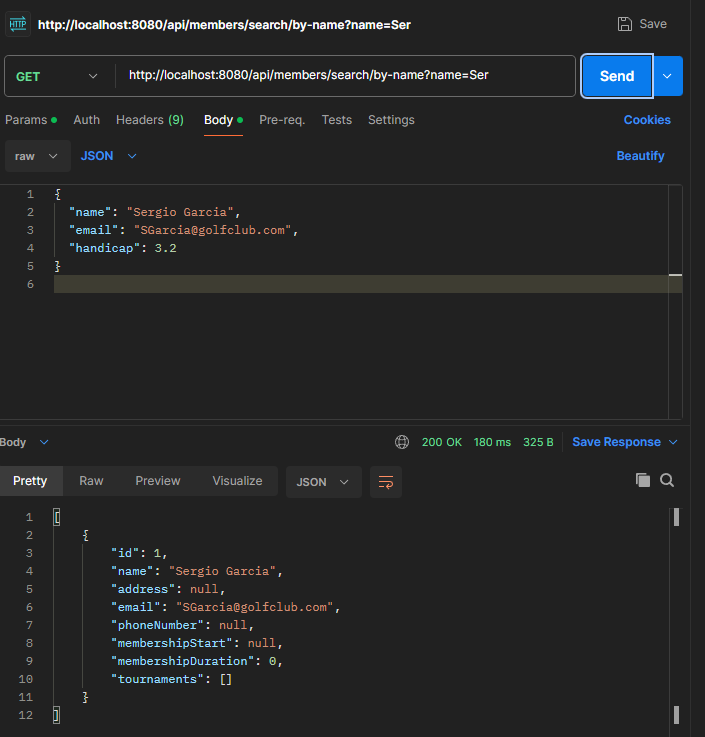 HTTP http://localhost:8080/api/members/search/by-name?name=Ser Save
GET http://localhost:8080/api/members/search/by-name?name=Ser Send
Params Auth Headers (9) Body Pre-req. Tests Settings Cookies
raw JSON Beautify
1 {
2 "name": "Sergio Garcia",
3 "email": "SGarcia@golfclub.com",
4 "handicap": 3.2
5 }
6
Body 200 OK 180 ms 325 B Save Response
Pretty Raw Preview Visualize JSON
1 [
2 {
3 "id": 1,
4 "name": "Sergio Garcia",
5 "address": null,
6 "email": "SGarcia@golfclub.com",
7 "phoneNumber": null,
8 "membershipStart": null,
9 "membershipDuration": 0,
10 "tournaments": []
11 }
12 ]